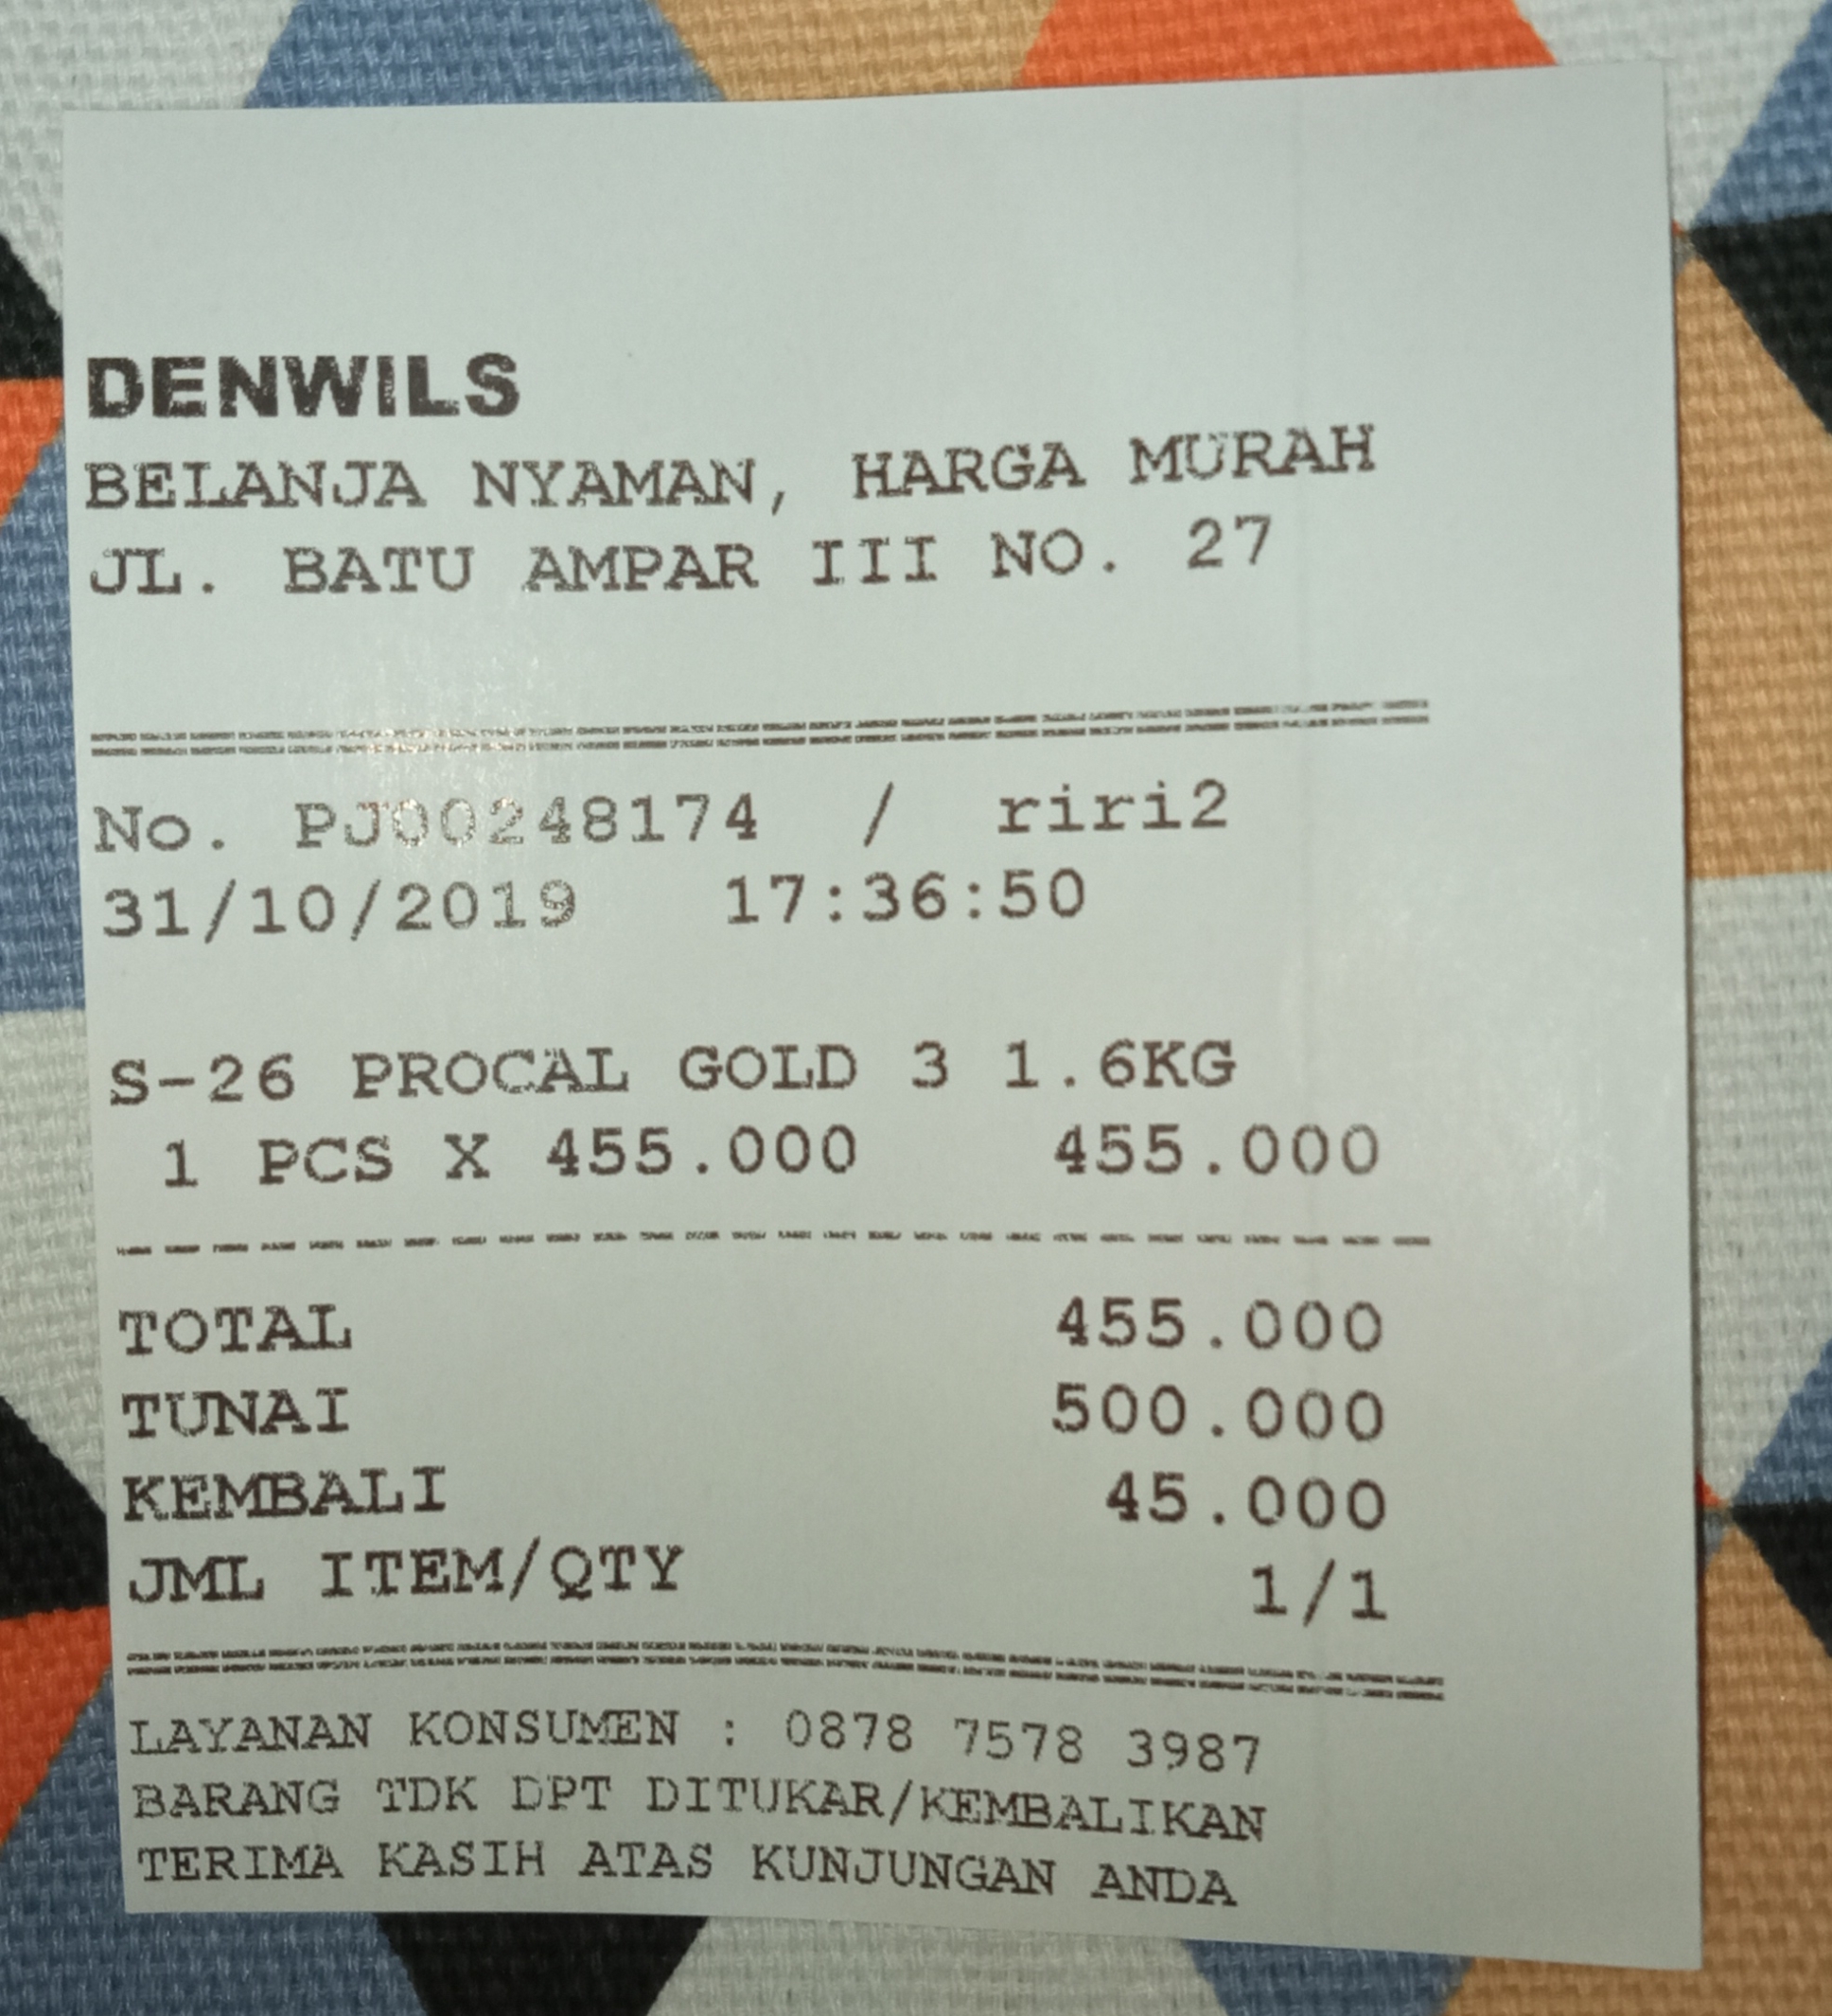 DENWILS
BELANJA NYAMAN, HARGA MURAH
JL. BATU AMPAR III NO. 27
No. PJ00248174 / riri2
31/10/2019 17:36:50
S-26 PROCAL GOLD 3 1.6KG
1 PCS X 455.000 455.000
TOTAL 455.000
TUNAI 500.000
KEMBALI 45.000
JML ITEM/QTY 1/1
LAYANAN KONSUMEN : 0878 7578 3987
BARANG TDK DPT DITUKAR/KEMBALIKAN
TERIMA KASIH ATAS KUNJUNGAN ANDA